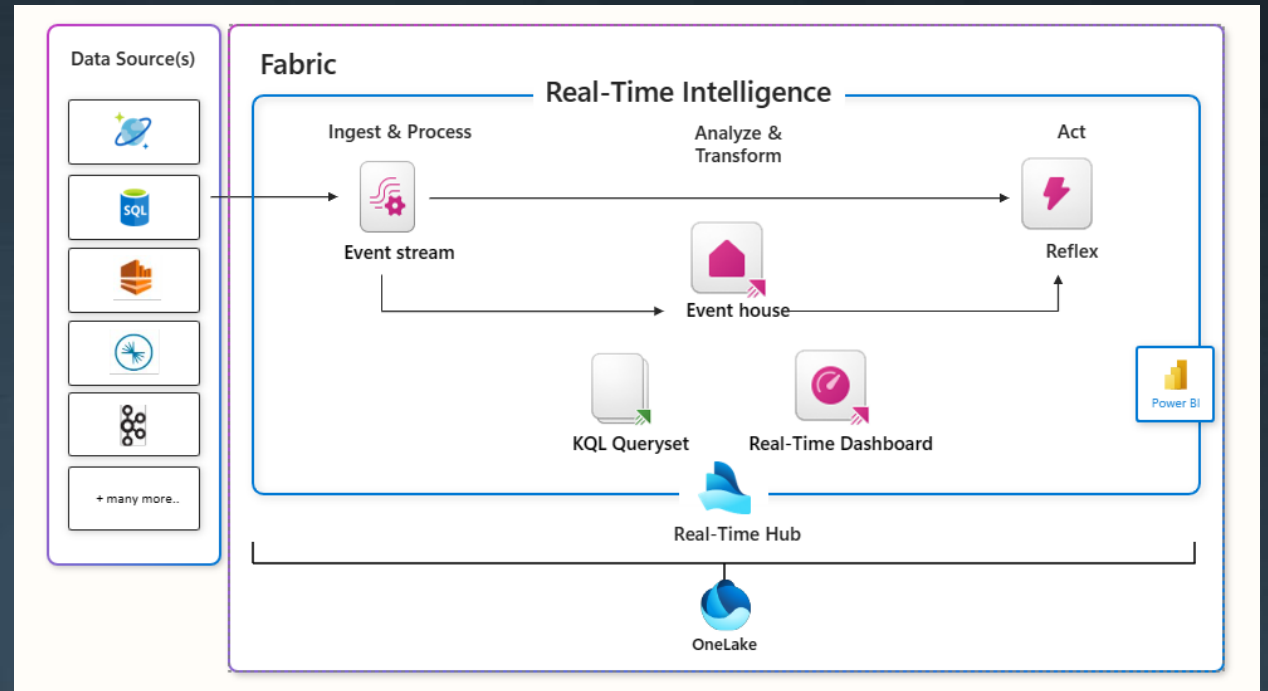 Data Source(s)
SQL
+ many more..
Fabric
Real-Time Intelligence
Ingest & Process
Analyze &
Transform
Act
Event stream
Reflex
Event house
KQL Queryset
Real-Time Dashboard
Power BI
Real-Time Hub
OneLake